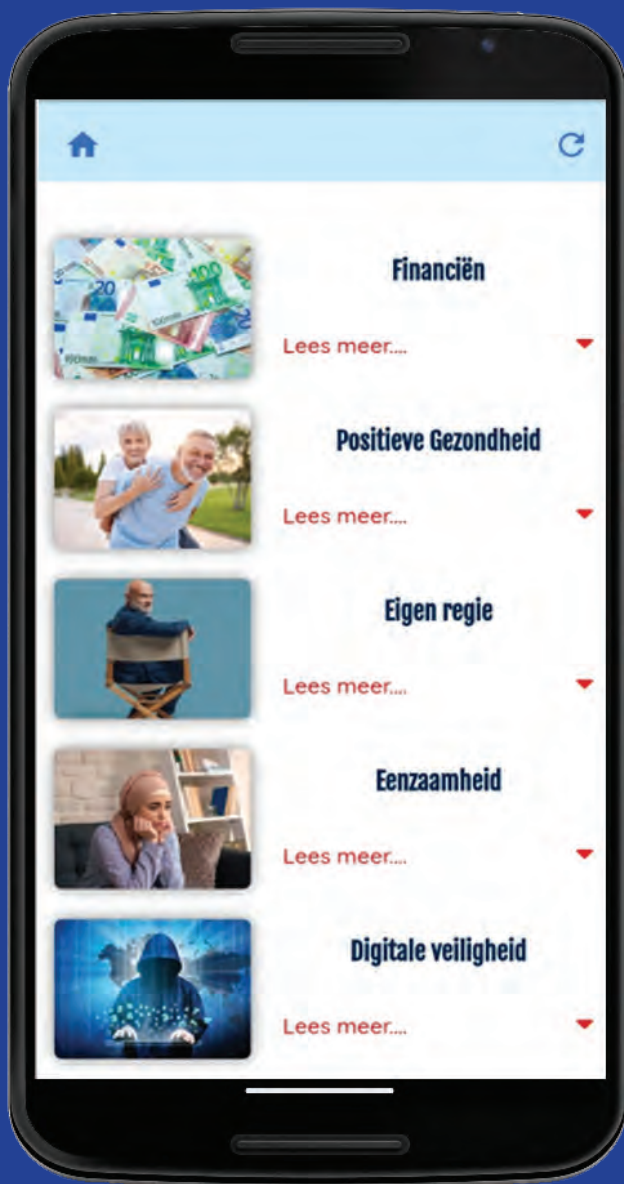 Financiën
Lees meer....
Positieve Gezondheid
Lees meer....
Eigen regie
Lees meer....
Eenzaamheid
Lees meer....
Digitale veiligheid
Lees meer....